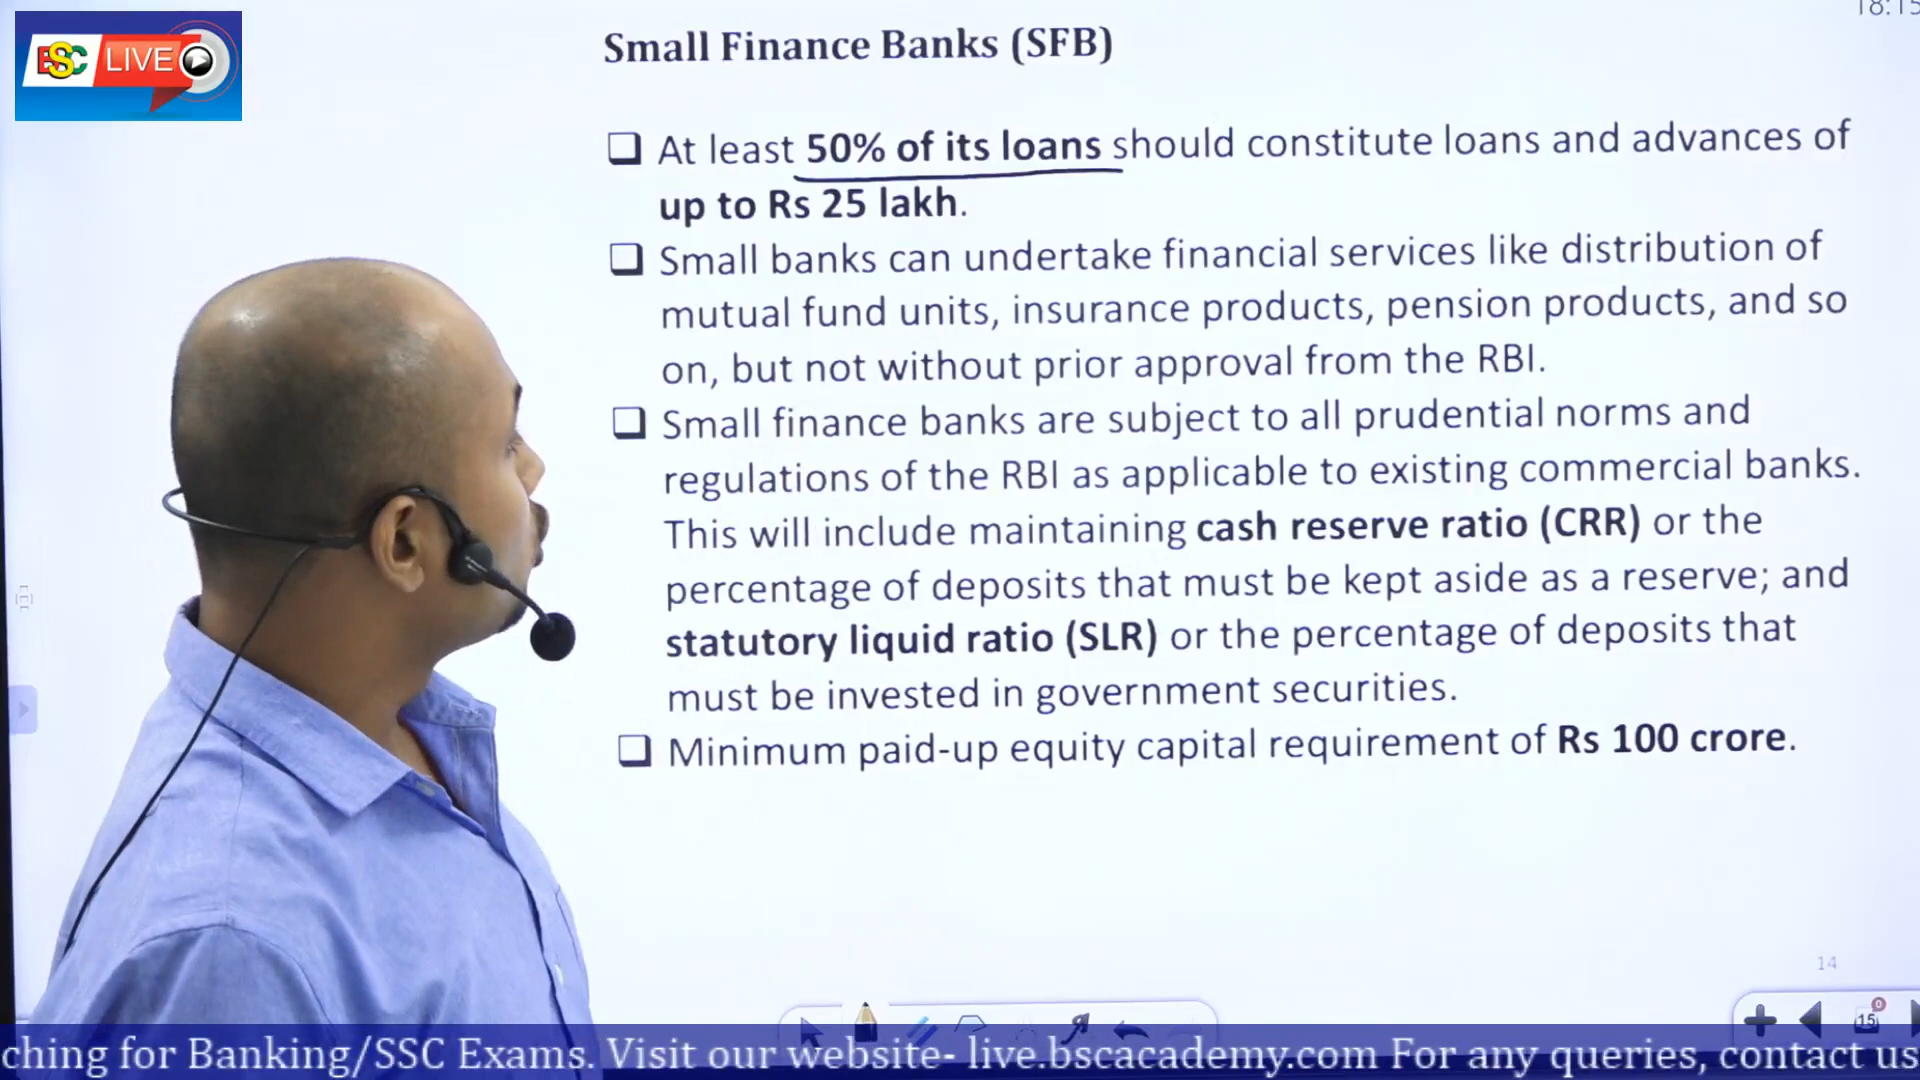 18:15
BSC LIVE
Small Finance Banks (SFB)
❑ At least 50% of its loans should constitute loans and advances of
up to Rs 25 lakh.
❑ Small banks can undertake financial services like distribution of
mutual fund units, insurance products, pension products, and so
on, but not without prior approval from the RBI.
❑ Small finance banks are subject to all prudential norms and
regulations of the RBI as applicable to existing commercial banks.
This will include maintaining cash reserve ratio (CRR) or the
percentage of deposits that must be kept aside as a reserve; and
statutory liquid ratio (SLR) or the percentage of deposits that
must be invested in government securities.
❑ Minimum paid-up equity capital requirement of Rs 100 crore.
14
0
15
ching for Banking/SSC Exams. Visit our website- live.bscacademy.com For any queries, contact us